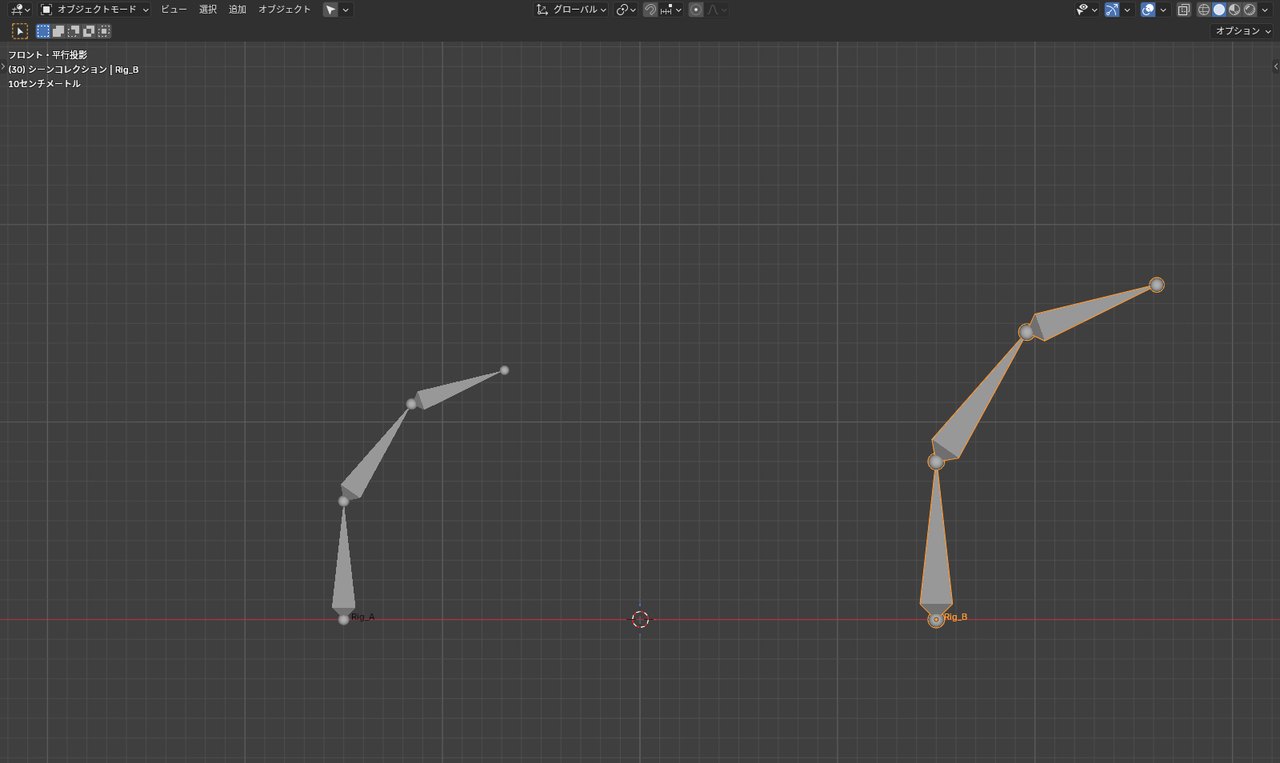 オブジェクトモード ビュー 選択 追加 オブジェクト グローバル
オプション
フロント・平行投影
(30) シーンコレクション | Rig_B
10センチメートル
Rig_A
Rig_B